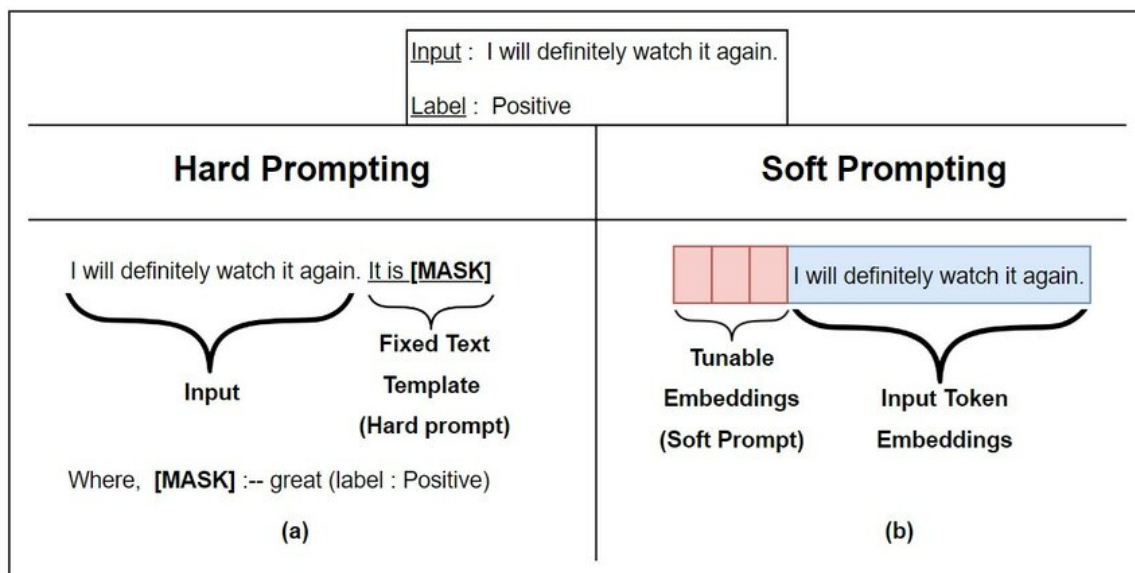 Input : I will definitely watch it again.
Label : Positive
Hard Prompting
I will definitely watch it again. It is [MASK]
Input
Fixed Text
Template
(Hard prompt)
Where, [MASK] :-- great (label : Positive)
(a)
Soft Prompting
I will definitely watch it again.
Tunable
Embeddings
(Soft Prompt)
Input Token
Embeddings
(b)